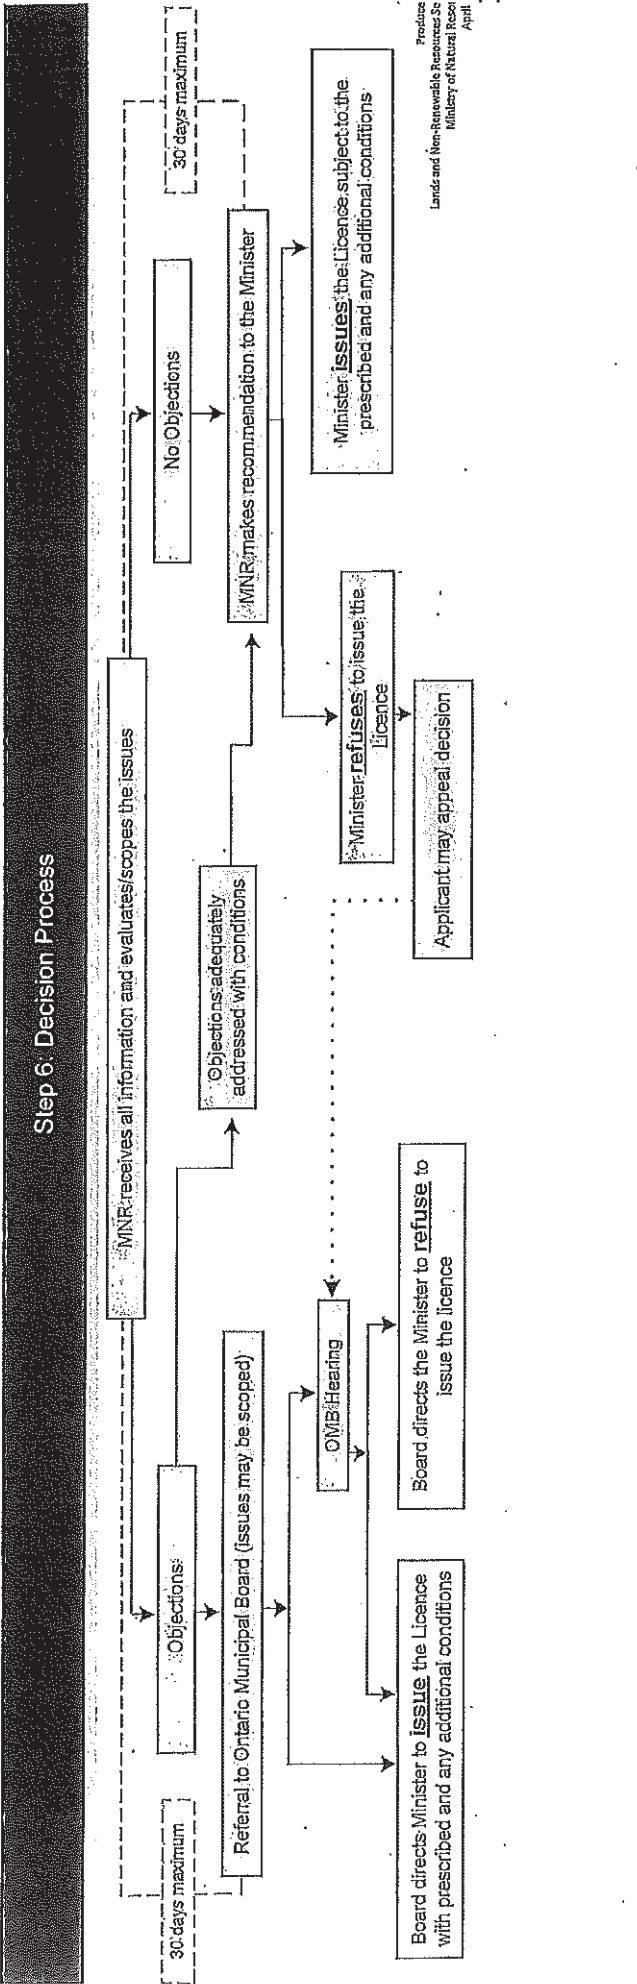 Step 6: Decision Process
MNR receives all information and evaluates/scopes the issues
30 days maximum
30 days maximum
Objections
No Objections
Objections adequately
addressed with conditions
Referral to Ontario Municipal Board (issues may be scoped)
MNR makes recommendation to the Minister
OMB Hearing
Minister refuses to issue the
Licence
Minister issues the Licence subject to the
prescribed and any additional conditions
Applicant may appeal decision
Board directs Minister to issue the Licence
with prescribed and any additional conditions
Board directs the Minister to refuse to
issue the licence
Produce
Lands and Non-Renewable Resources Se
Ministry of Natural Resou
April